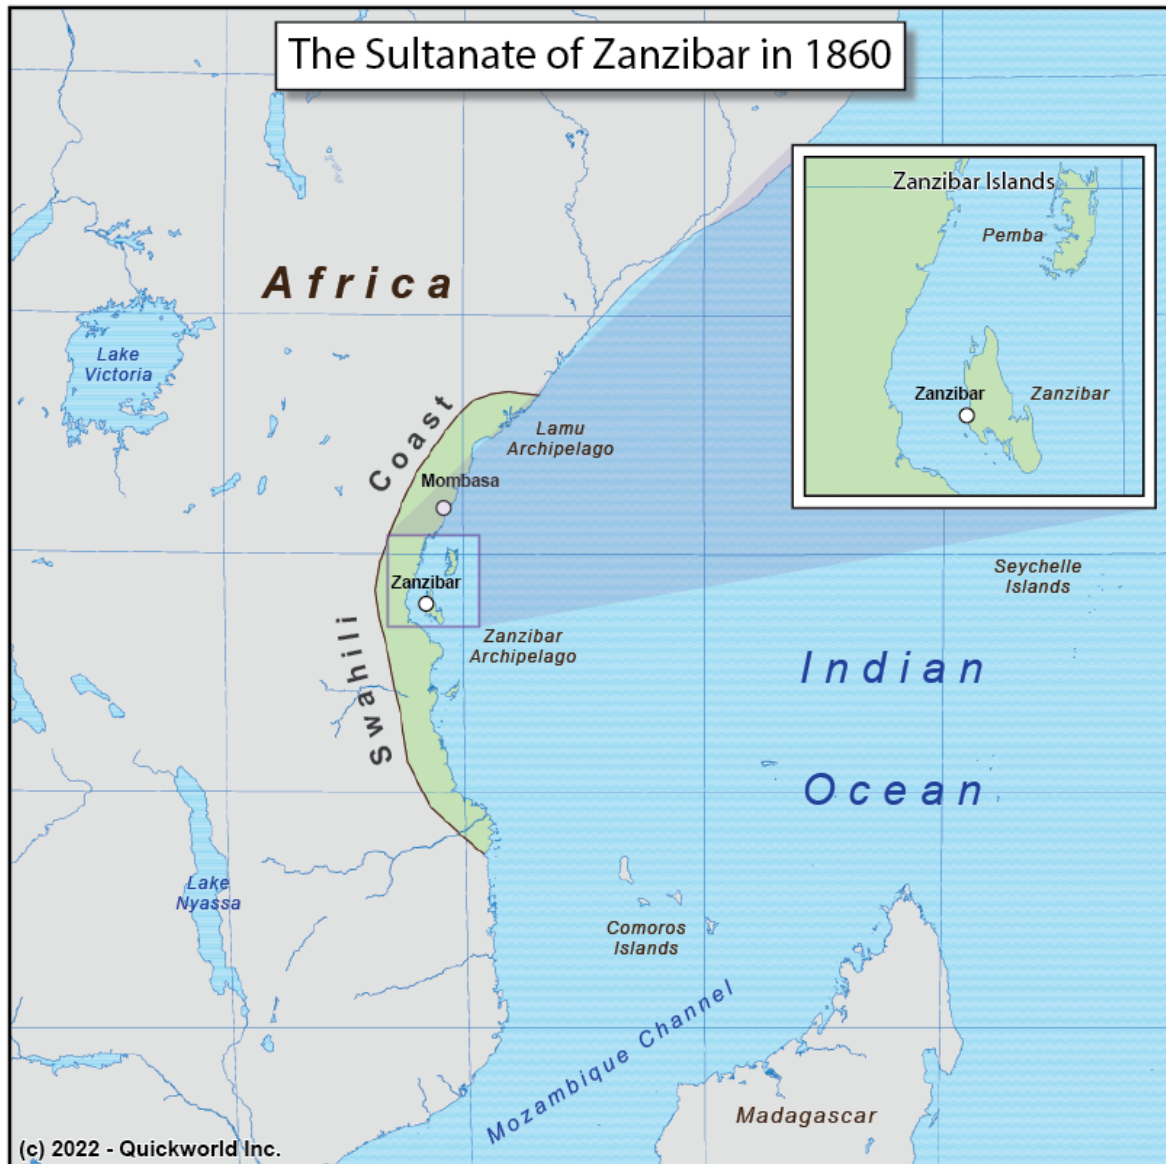 The Sultanate of Zanzibar in 1860
Zanzibar Islands
Pemba
Zanzibar
Zanzibar
Africa
Lake
Victoria
Swahili Coast
Lamu
Archipelago
Mombasa
Zanzibar
Zanzibar
Archipelago
Seychelle
Islands
Indian
Ocean
Lake
Nyassa
Comoros
Islands
Mozambique Channel
Madagascar
(c) 2022 - Quickworld Inc.